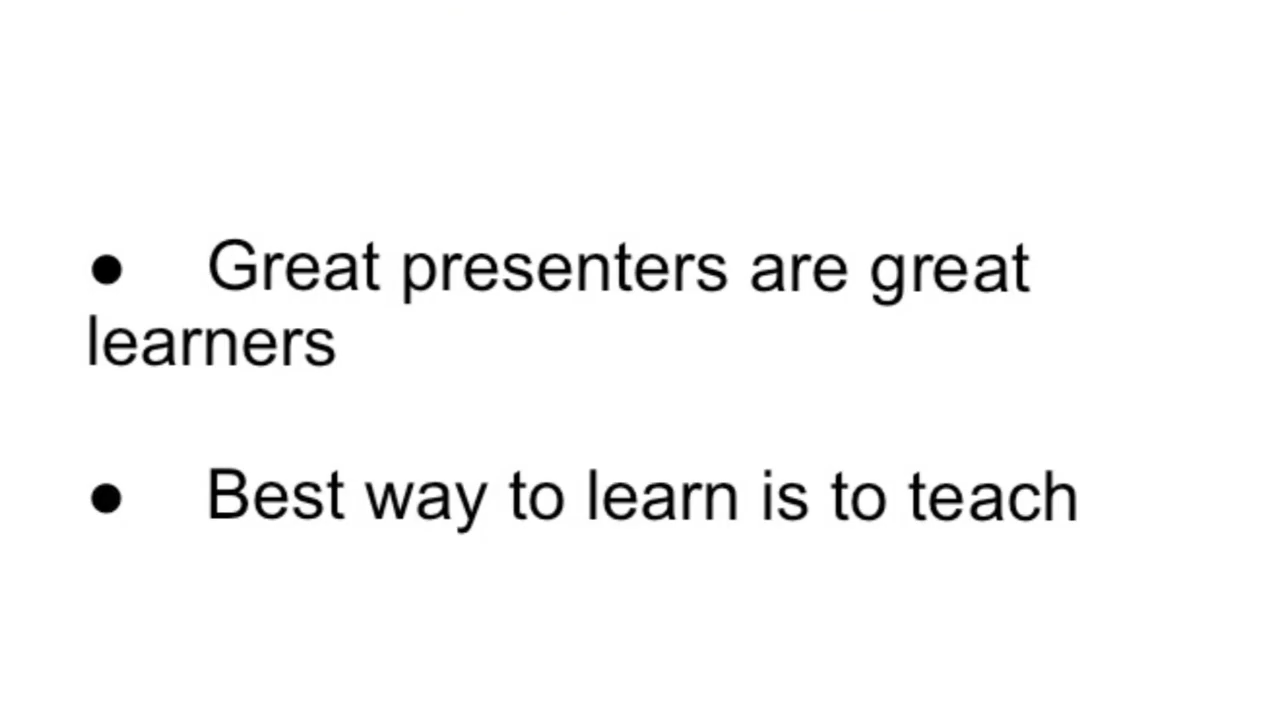 ● Great presenters are great
learners
● Best way to learn is to teach